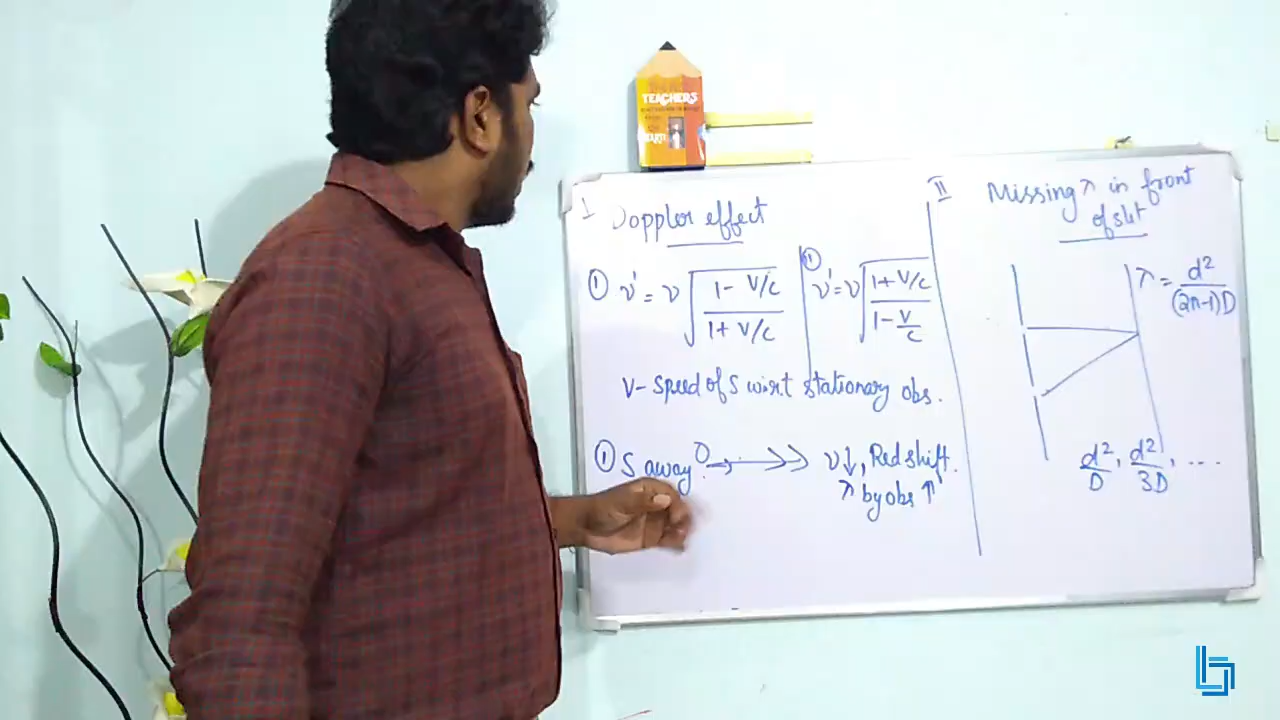 TEACHERS
I Doppler effect
① ν' = ν √((1 - V/c)/(1 + V/c))
⑪ ν' = ν √((1 + V/c)/(1 - V/c))
V - Speed of S w.r.t stationary obs.
① S away → ν↓, Red shift.
λ by obs ↑
II Missing λ in front
of slit
λ = d²/((2n-1)D)
d²/D, d²/3D, ....